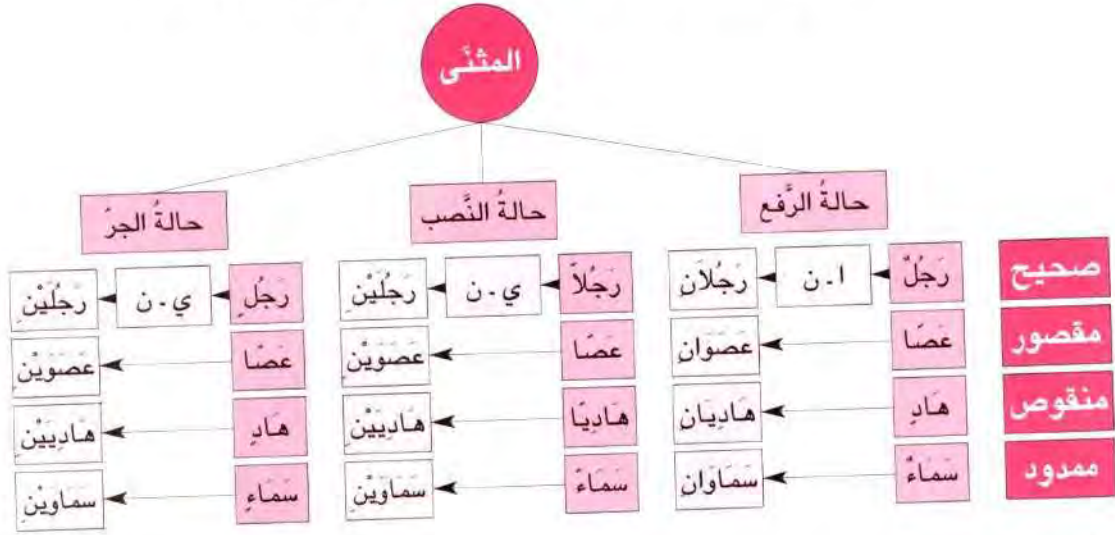 المثنّى
حالةُ الرَّفع حالةُ النَّصب حالةُ الجرّ
صحيح رَجُلٌ ا ـ ن رَجُلاَنِ رَجُلاً ي ـ ن رَجُلَيْنِ رَجُلٍ ي ـ ن رَجُلَيْنِ
مقصور عَصًا عَصَوَان عَصًا عَصَوَيْنِ عَصًا عَصَوَيْنِ
منقوص هَادٍ هَادِيَان هَادِيًا هَادِيَيْنِ هَادٍ هَادِيَيْنِ
ممدود سَمَاءٌ سَمَاوَانِ سَمَاءً سَمَاوَيْنِ سَمَاءٍ سَمَاوَيْنِ